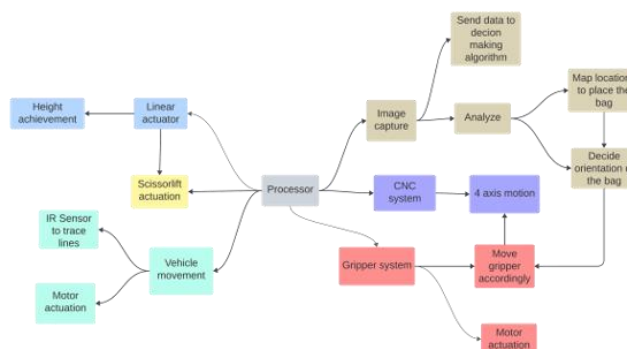 Send data to
decion making
algorithm
Map location
to place the
bag
Height
achievement
Linear
actuator
Image
capture
Analyze
Decide
orientation o
the bag
Scissorlift
actuation
Processor
CNC
system
4 axis motion
IR Sensor
to trace
lines
Vehicle
movement
Gripper system
Move
gripper
accordingly
Motor
actuation
Motor
actuation